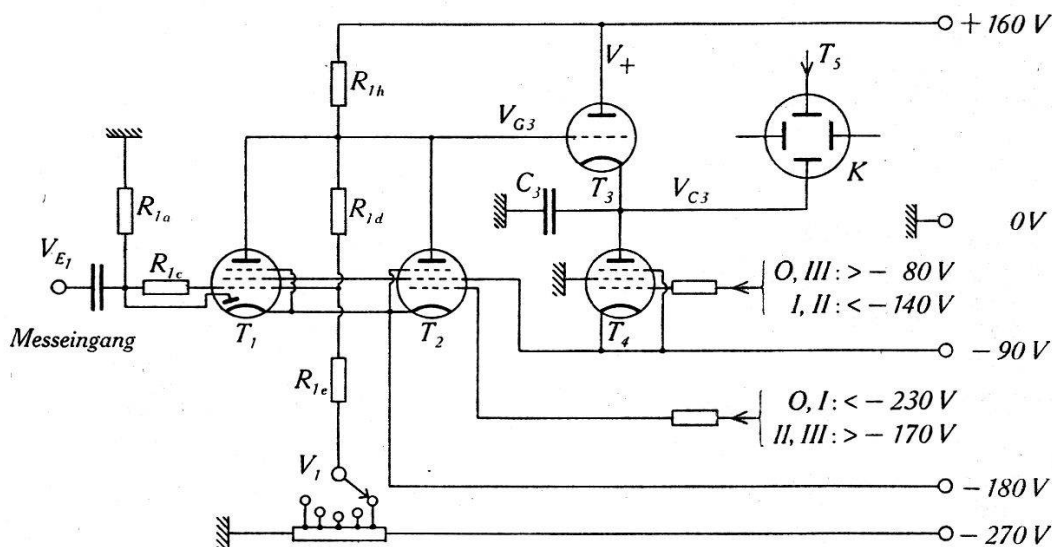 + 160 V
R1h
V+
T5
VG3
K
T3
C3
VC3
R1a
R1d
0V
VE1
R1c
O, III: > - 80 V
I, II: < - 140 V
T1
T2
T4
Messeingang
- 90 V
R1e
O, I: < - 230 V
II, III: > - 170 V
V1
- 180 V
- 270 V